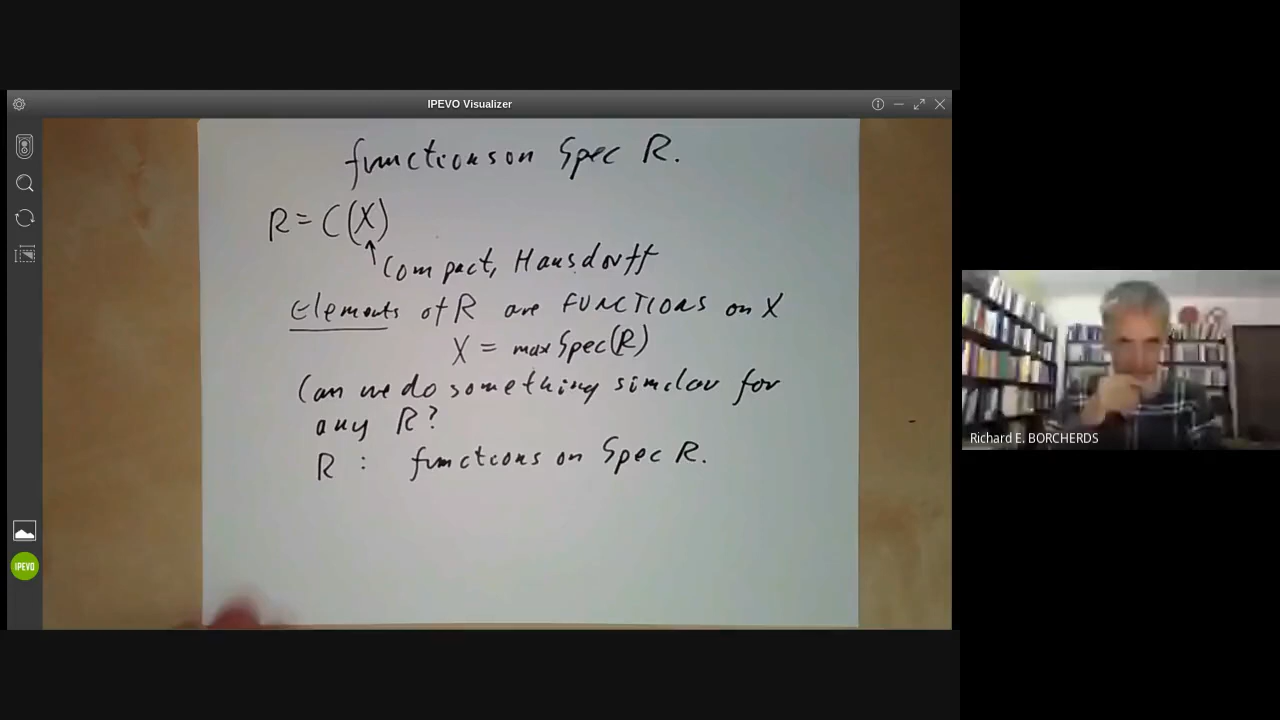 IPEVO Visualizer
functions on Spec R.
R = C(X)
↑ Compact, Hausdorff
Elements of R are FUNCTIONS on X
X = max Spec(R)
Can we do something similar for
any R?
R : functions on Spec R.
IPEVO
Richard E. BORCHERDS